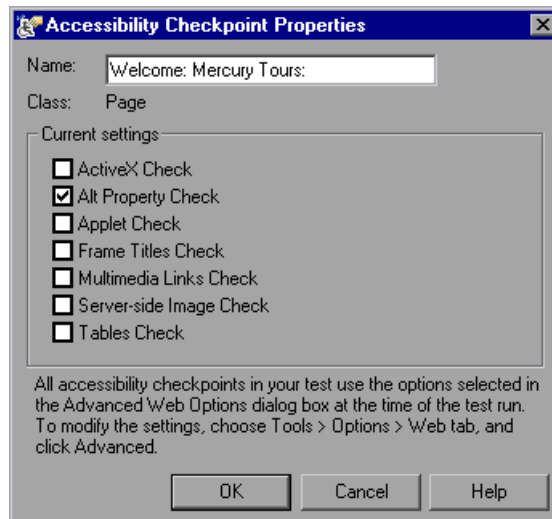 Accessibility Checkpoint Properties
Name: Welcome: Mercury Tours:
Class: Page
Current settings
ActiveX Check
Alt Property Check
Applet Check
Frame Titles Check
Multimedia Links Check
Server-side Image Check
Tables Check
All accessibility checkpoints in your test use the options selected in
the Advanced Web Options dialog box at the time of the test run.
To modify the settings, choose Tools > Options > Web tab, and
click Advanced.
OK Cancel Help